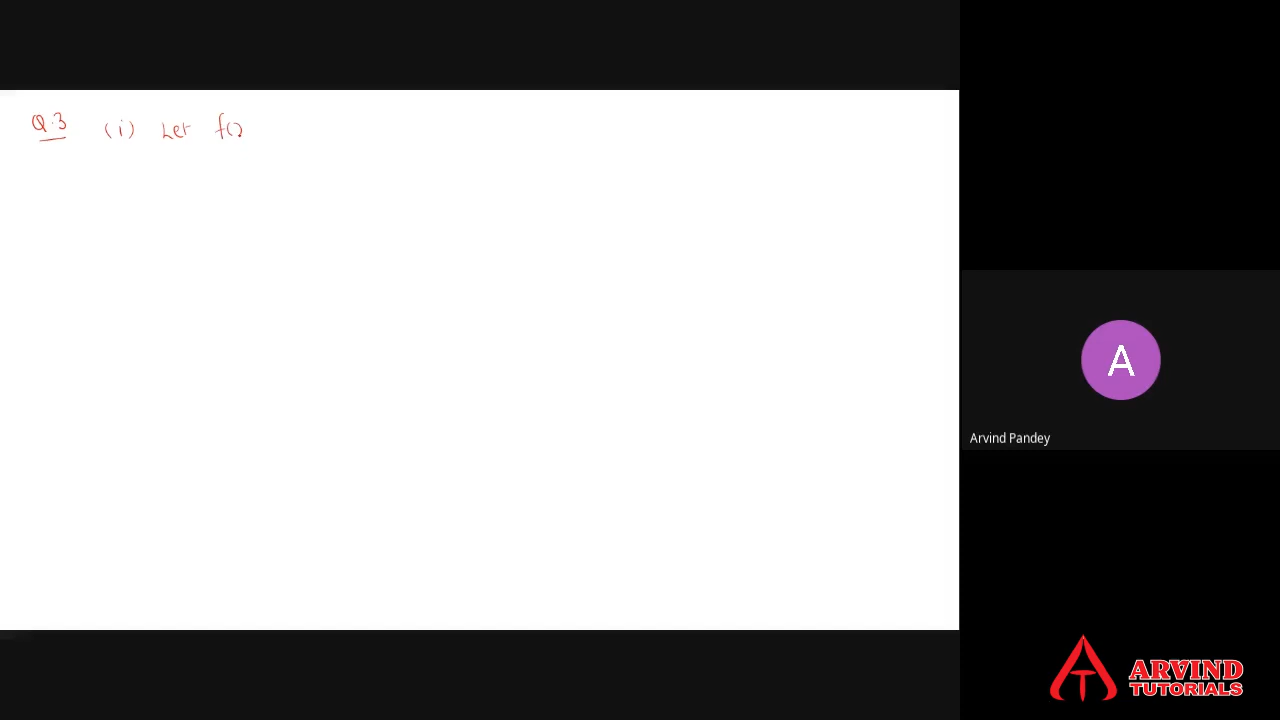 Q.3 (i) Let f(
A
Arvind Pandey
ARVIND
TUTORIALS